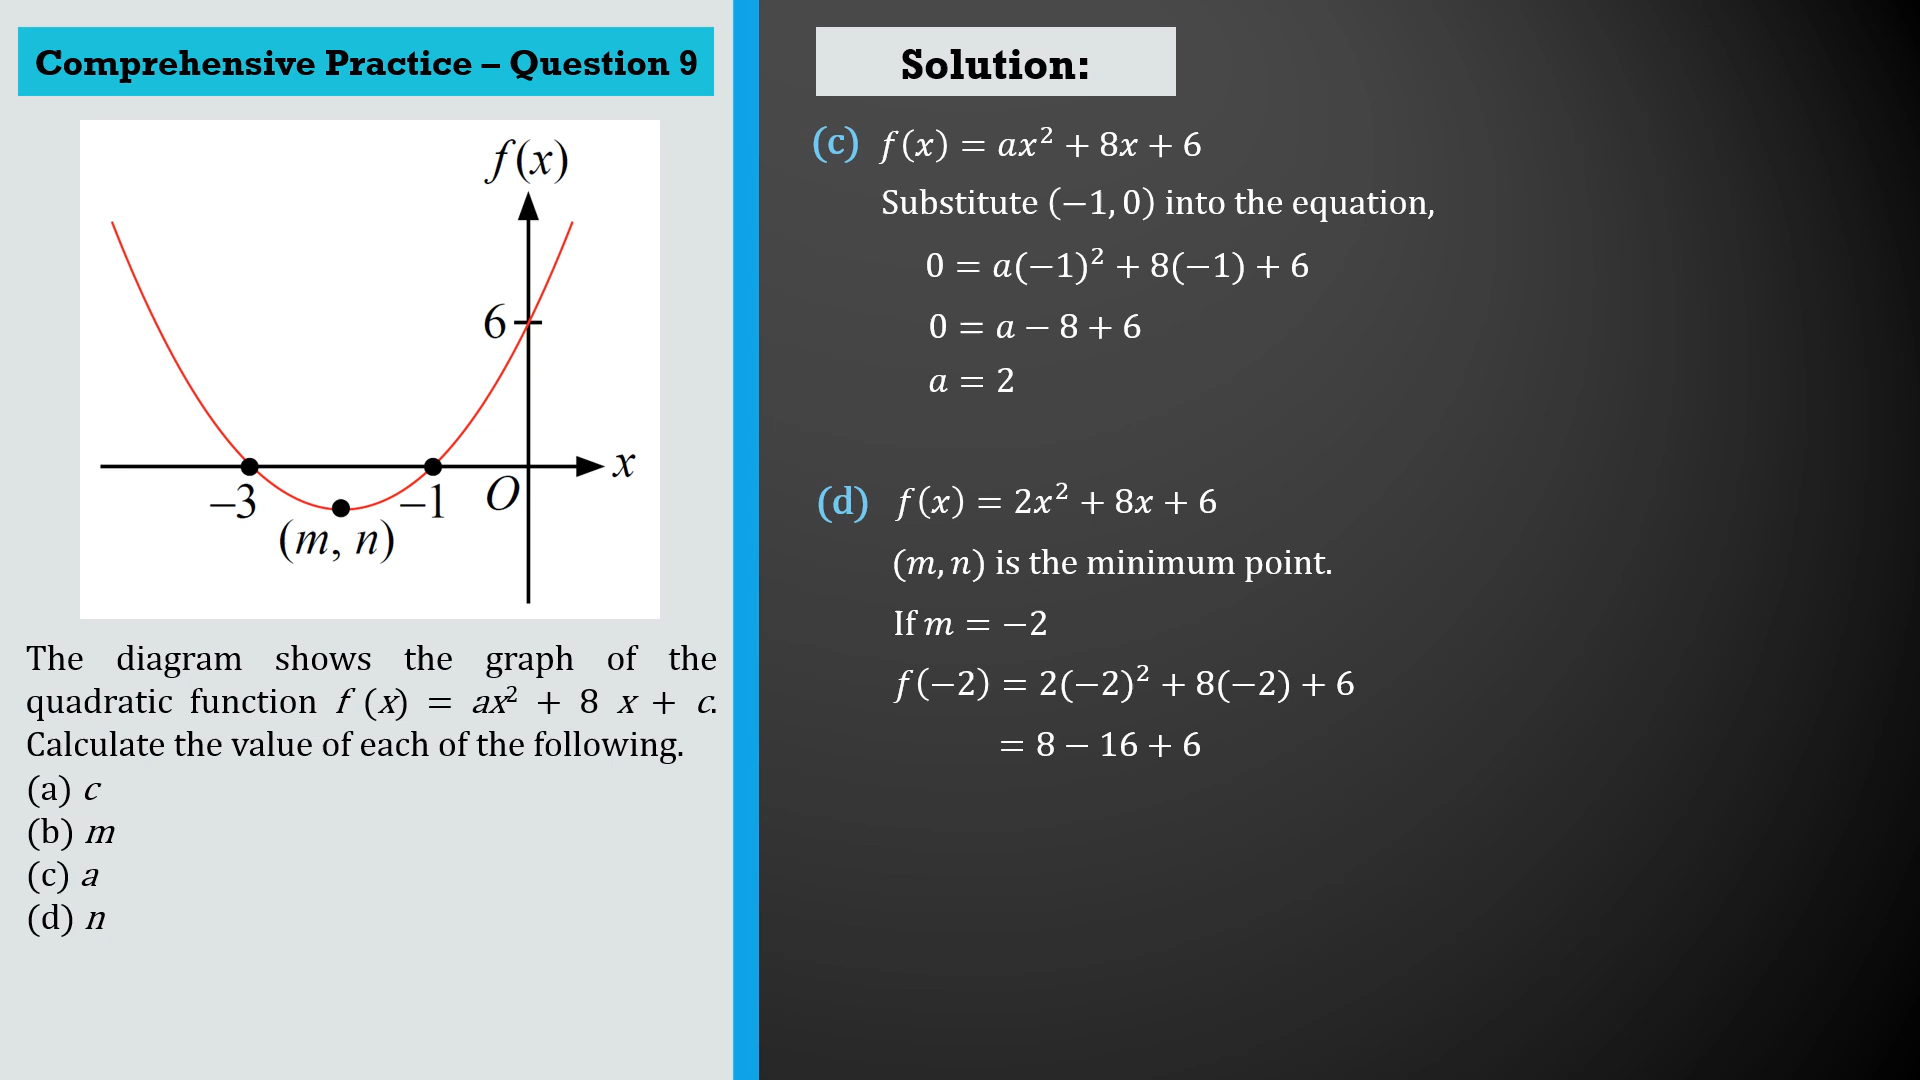 Comprehensive Practice – Question 9
f(x)
6
x
−3
−1
O
(m, n)
The diagram shows the graph of the
quadratic function f (x) = ax² + 8 x + c.
Calculate the value of each of the following.
(a) c
(b) m
(c) a
(d) n
Solution:
(c) f(x) = ax² + 8x + 6
Substitute (−1, 0) into the equation,
0 = a(−1)² + 8(−1) + 6
0 = a − 8 + 6
a = 2
(d) f(x) = 2x² + 8x + 6
(m, n) is the minimum point.
If m = −2
f(−2) = 2(−2)² + 8(−2) + 6
= 8 − 16 + 6